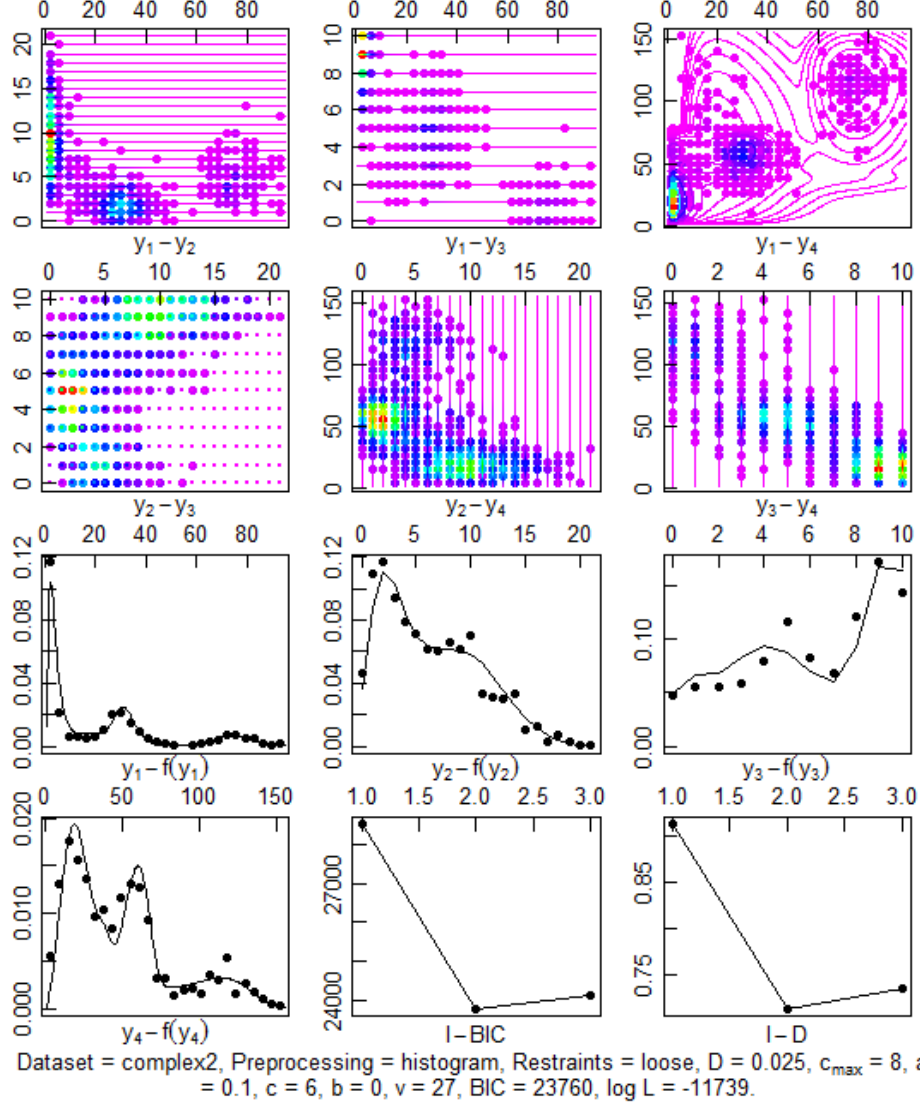 0 20 40 60 80
0 5 10 15 20
y₁ − y₂
0 20 40 60 80
0 2 4 6 8 10
y₁ − y₃
0 20 40 60 80
0 50 100 150
y₁ − y₄
0 5 10 15 20
0 2 4 6 8 10
y₂ − y₃
0 5 10 15 20
0 50 100 150
y₂ − y₄
0 2 4 6 8 10
0 50 100 150
y₃ − y₄
0 20 40 60 80
0.00 0.04 0.08 0.12
y₁ − f(y₁)
0 5 10 15 20
0.00 0.04 0.08 0.12
y₂ − f(y₂)
0 2 4 6 8 10
0.00 0.10
y₃ − f(y₃)
0 50 100 150
0.000 0.010 0.020
y₄ − f(y₄)
1.0 1.5 2.0 2.5 3.0
24000 27000
l − BIC
1.0 1.5 2.0 2.5 3.0
0.75 0.85
l − D
Dataset = complex2, Preprocessing = histogram, Restraints = loose, D = 0.025, cₘₐₓ = 8, a
= 0.1, c = 6, b = 0, v = 27, BIC = 23760, log L = -11739.